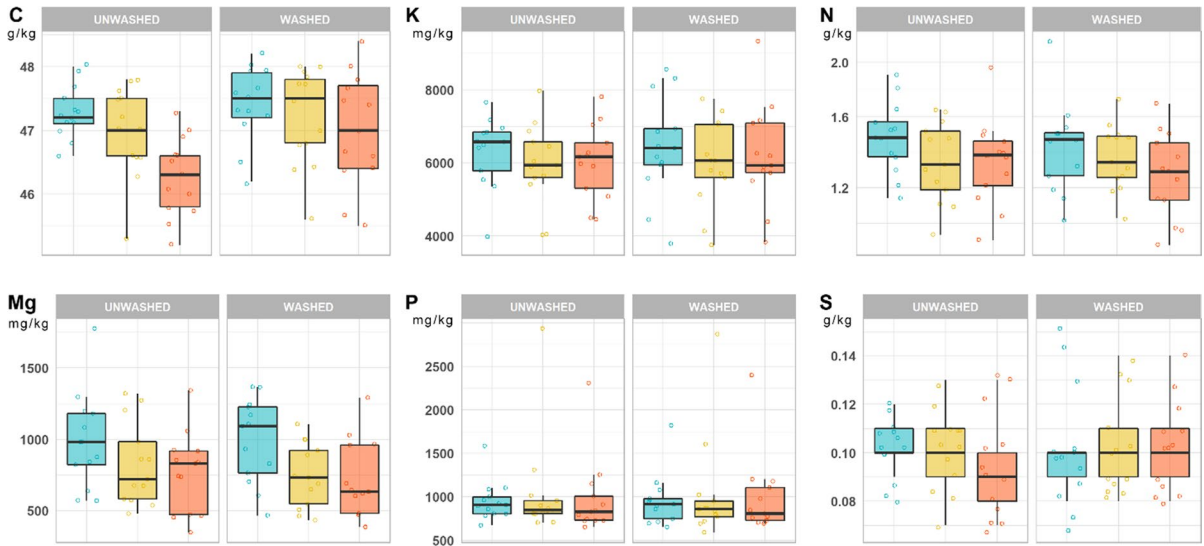 C
g/kg
UNWASHED
WASHED
48
47
46
K
mg/kg
UNWASHED
WASHED
8000
6000
4000
N
g/kg
UNWASHED
WASHED
2.0
1.6
1.2
Mg
mg/kg
UNWASHED
WASHED
1500
1000
500
P
mg/kg
UNWASHED
WASHED
2500
2000
1500
1000
500
S
g/kg
UNWASHED
WASHED
0.14
0.12
0.10
0.08